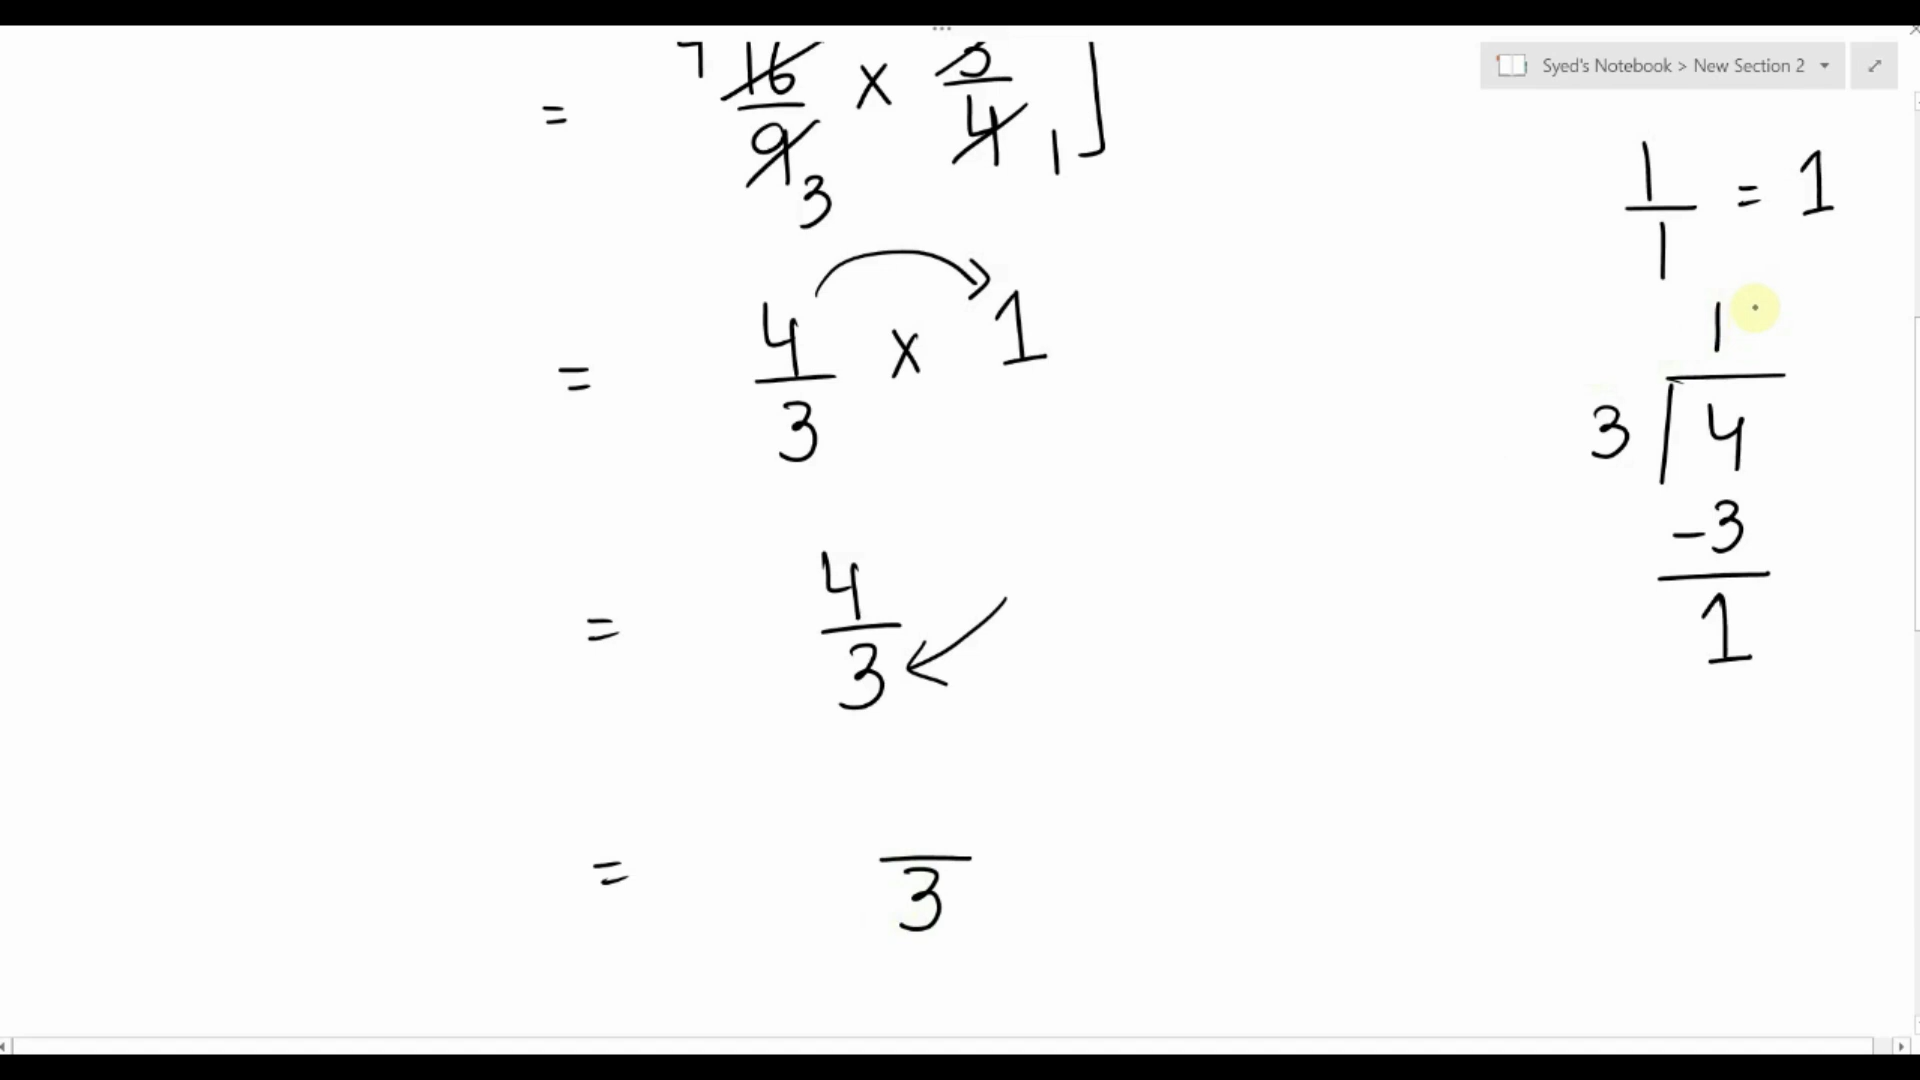 Syed's Notebook > New Section 2
= 16/9 3 × 3/4 1 ]
1/1 = 1
= 4/3 × 1
1
3 | 4
-3
1
= 4/3
= /3